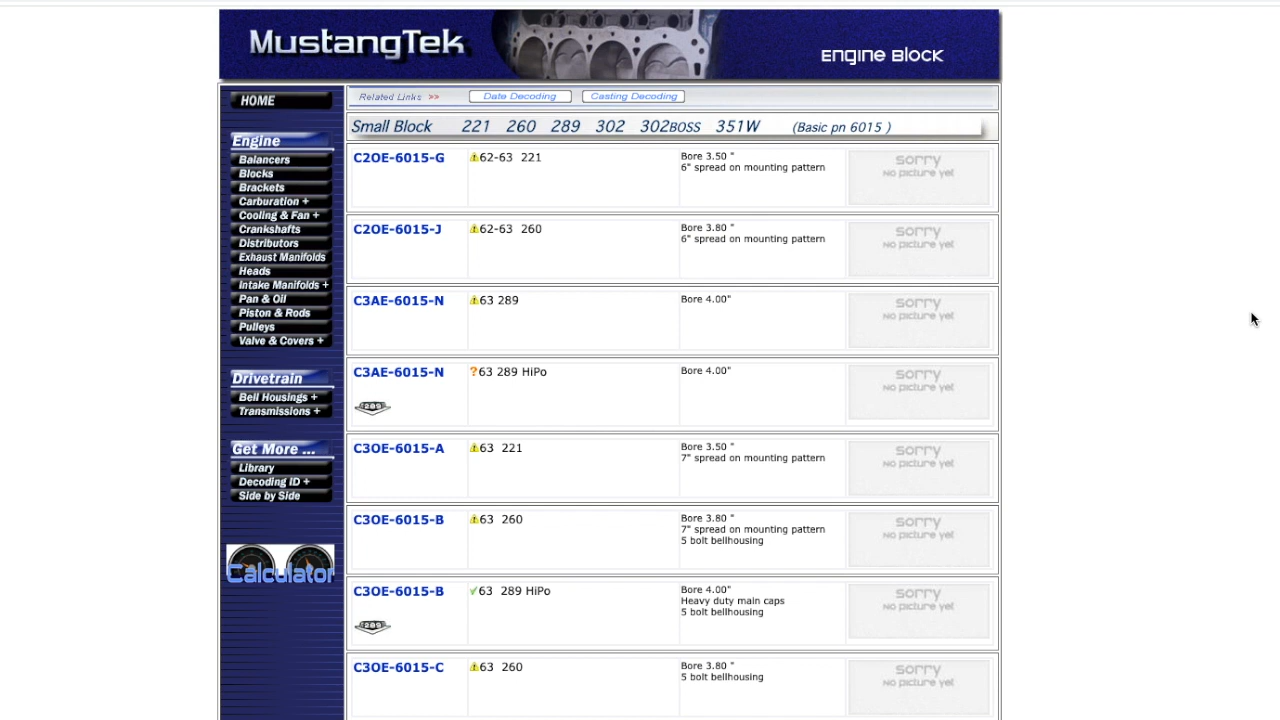 MustangTek
Engine Block
HOME
Engine
Balancers
Blocks
Brackets
Carburation +
Cooling & Fan +
Crankshafts
Distributors
Exhaust Manifolds
Heads
Intake Manifolds +
Pan & Oil
Piston & Rods
Pulleys
Valve & Covers +
Drivetrain
Bell Housings +
Transmissions +
Get More ...
Library
Decoding ID +
Side by Side
Calculator
Related Links >> Date Decoding Casting Decoding
Small Block 221 260 289 302 302BOSS 351W (Basic pn 6015 )
C2OE-6015-G 62-63 221 Bore 3.50 "
6" spread on mounting pattern
sorry
no picture yet
C2OE-6015-J 62-63 260 Bore 3.80 "
6" spread on mounting pattern
sorry
no picture yet
C3AE-6015-N 63 289 Bore 4.00"
sorry
no picture yet
C3AE-6015-N ?63 289 HiPo Bore 4.00"
289
sorry
no picture yet
C3OE-6015-A 63 221 Bore 3.50 "
7" spread on mounting pattern
sorry
no picture yet
C3OE-6015-B 63 260 Bore 3.80 "
7" spread on mounting pattern
5 bolt bellhousing
sorry
no picture yet
C3OE-6015-B 63 289 HiPo Bore 4.00"
Heavy duty main caps
5 bolt bellhousing
289
sorry
no picture yet
C3OE-6015-C 63 260 Bore 3.80 "
5 bolt bellhousing
sorry
no picture yet